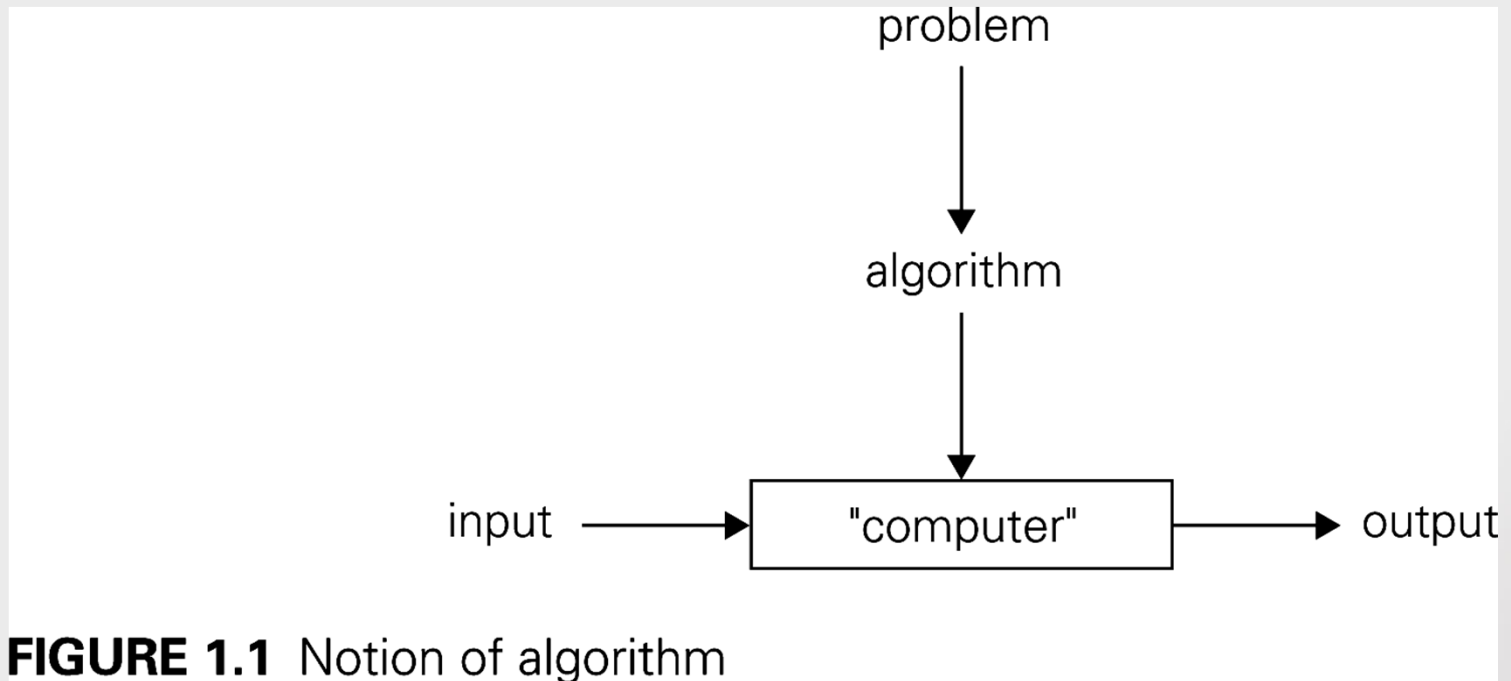 problem
algorithm
input "computer" output
FIGURE 1.1 Notion of algorithm